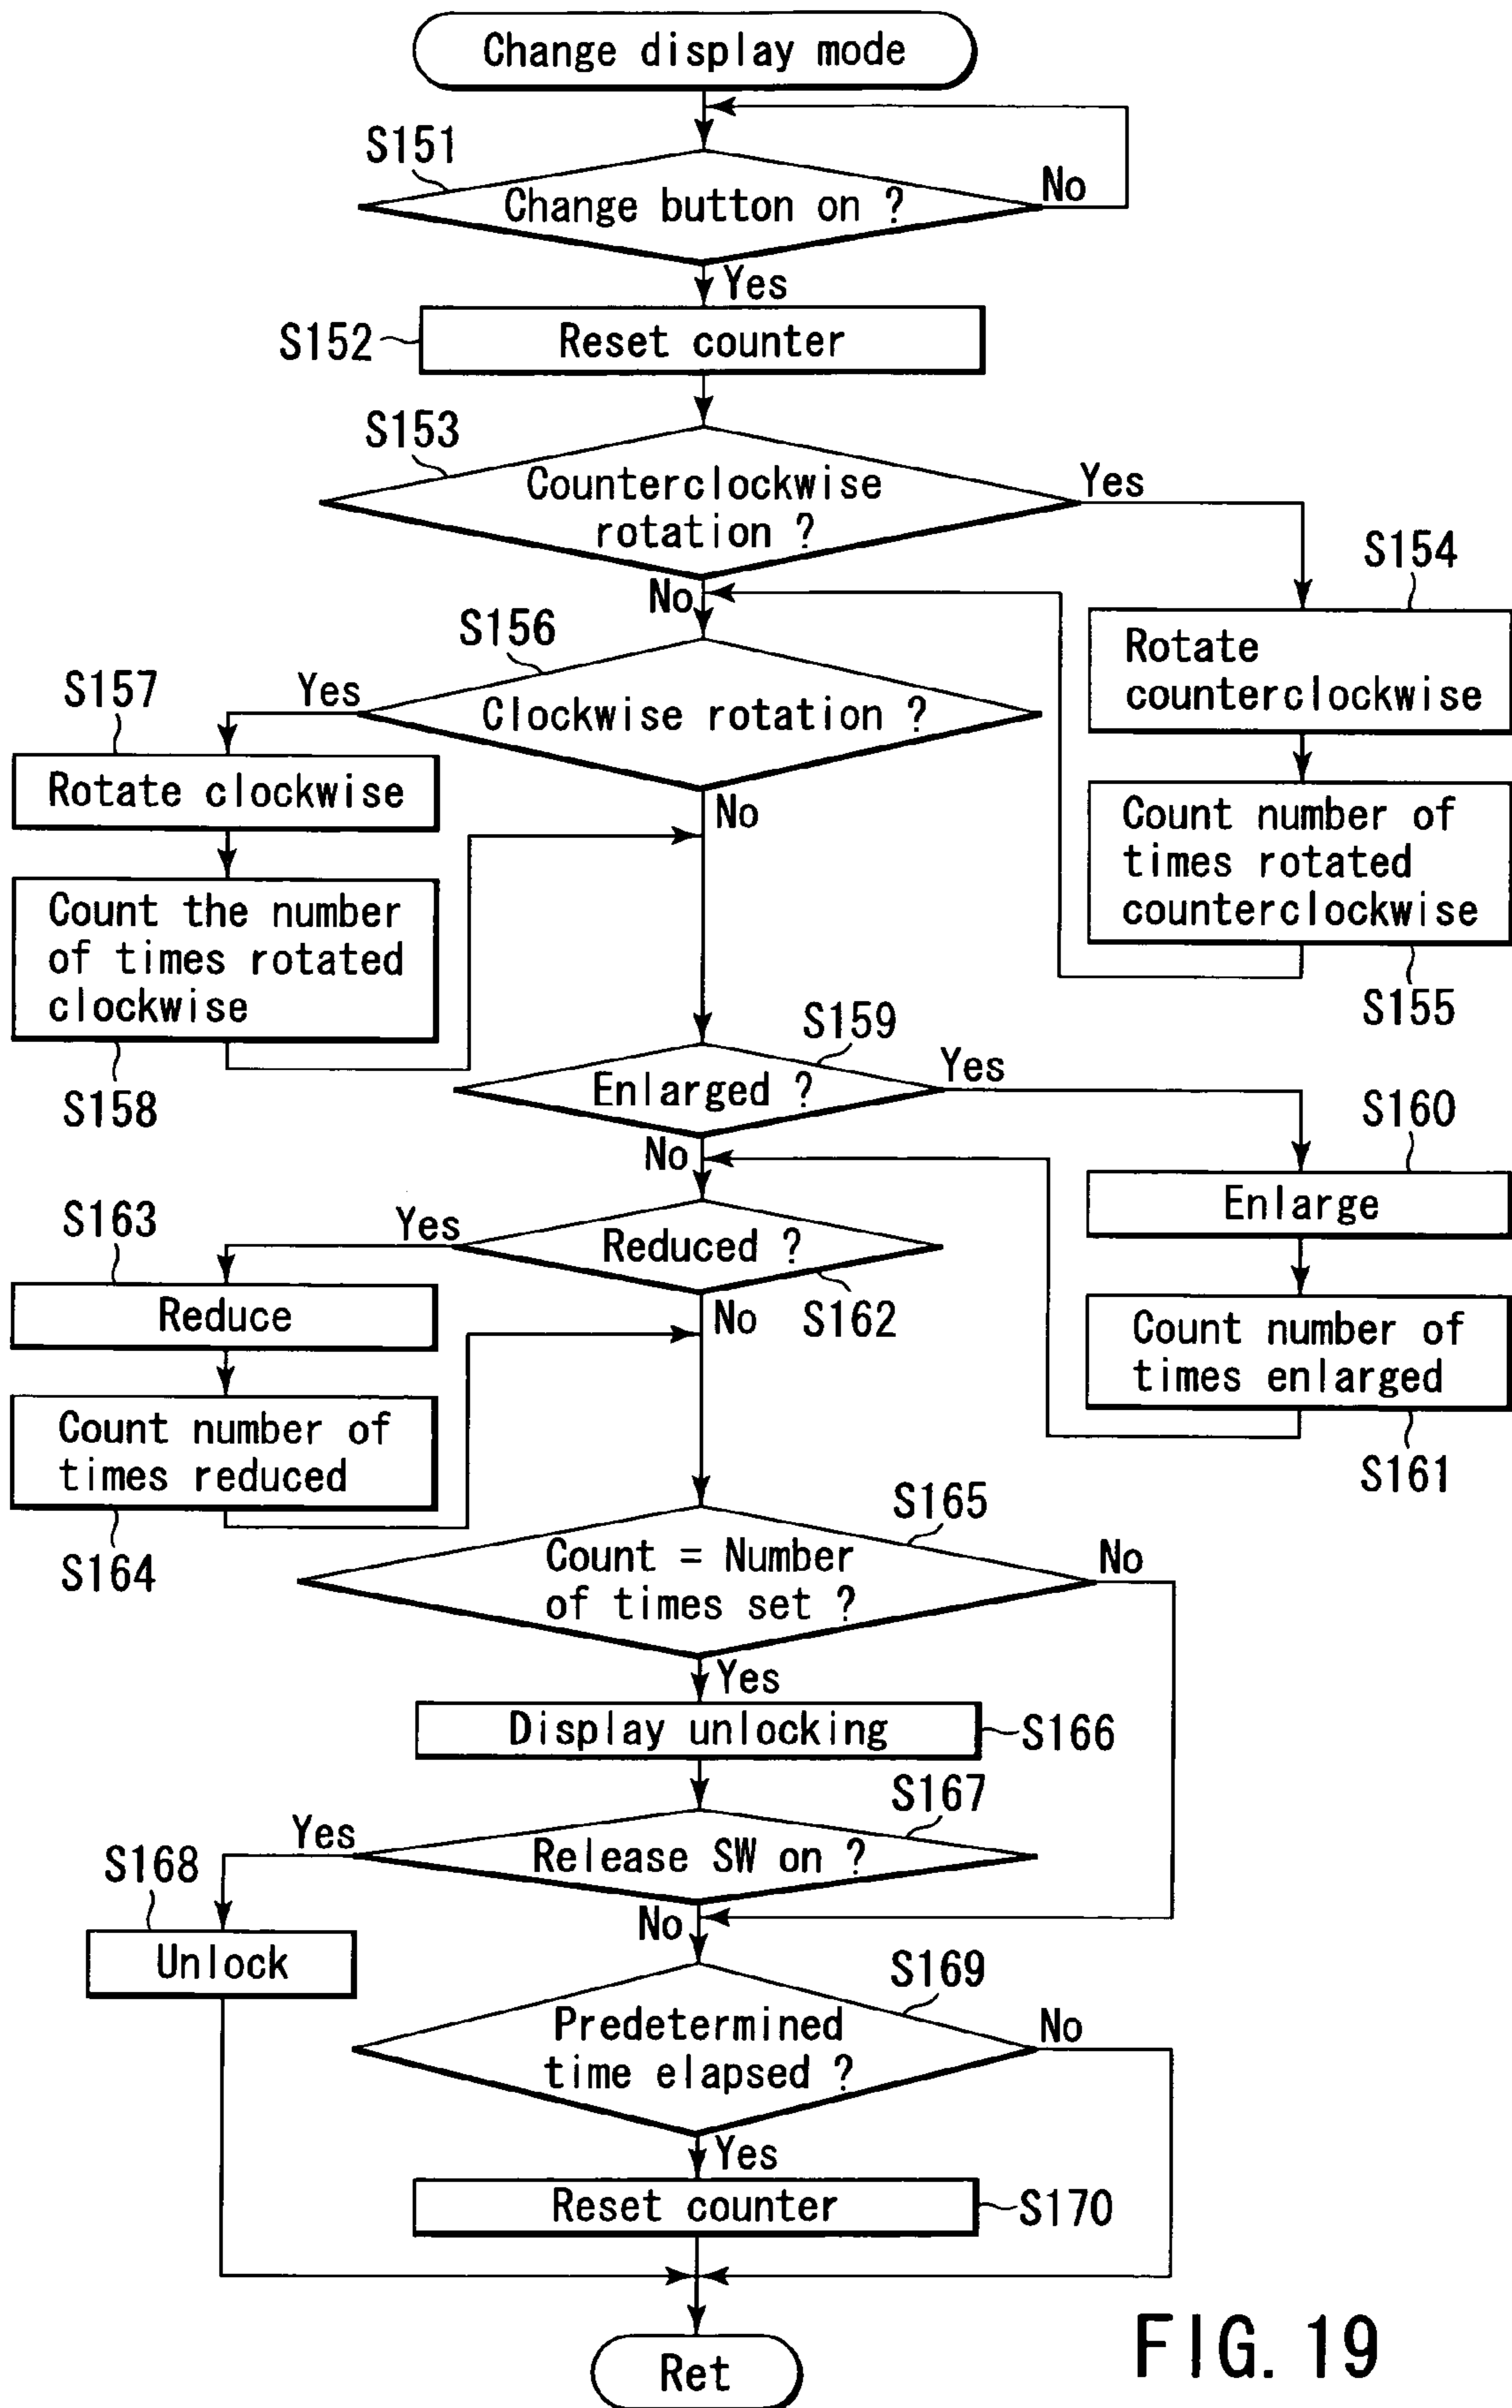 Change display mode
S151
Change button on ?
No
Yes
S152
Reset counter
S153
Counterclockwise
rotation ?
Yes
No
S154
Rotate
counterclockwise
S156
Clockwise rotation ?
Yes
No
S157
Rotate clockwise
Count number of
times rotated
counterclockwise
S155
Count the number
of times rotated
clockwise
S158
S159
Enlarged ?
Yes
No
S160
Enlarge
S163
Yes
Reduced ?
S162
No
Reduce
Count number of
times enlarged
S161
Count number of
times reduced
S164
S165
Count = Number
of times set ?
No
Yes
Display unlocking
S166
S167
Release SW on ?
Yes
No
S168
Unlock
S169
Predetermined
time elapsed ?
No
Yes
Reset counter
S170
Ret
FIG. 19